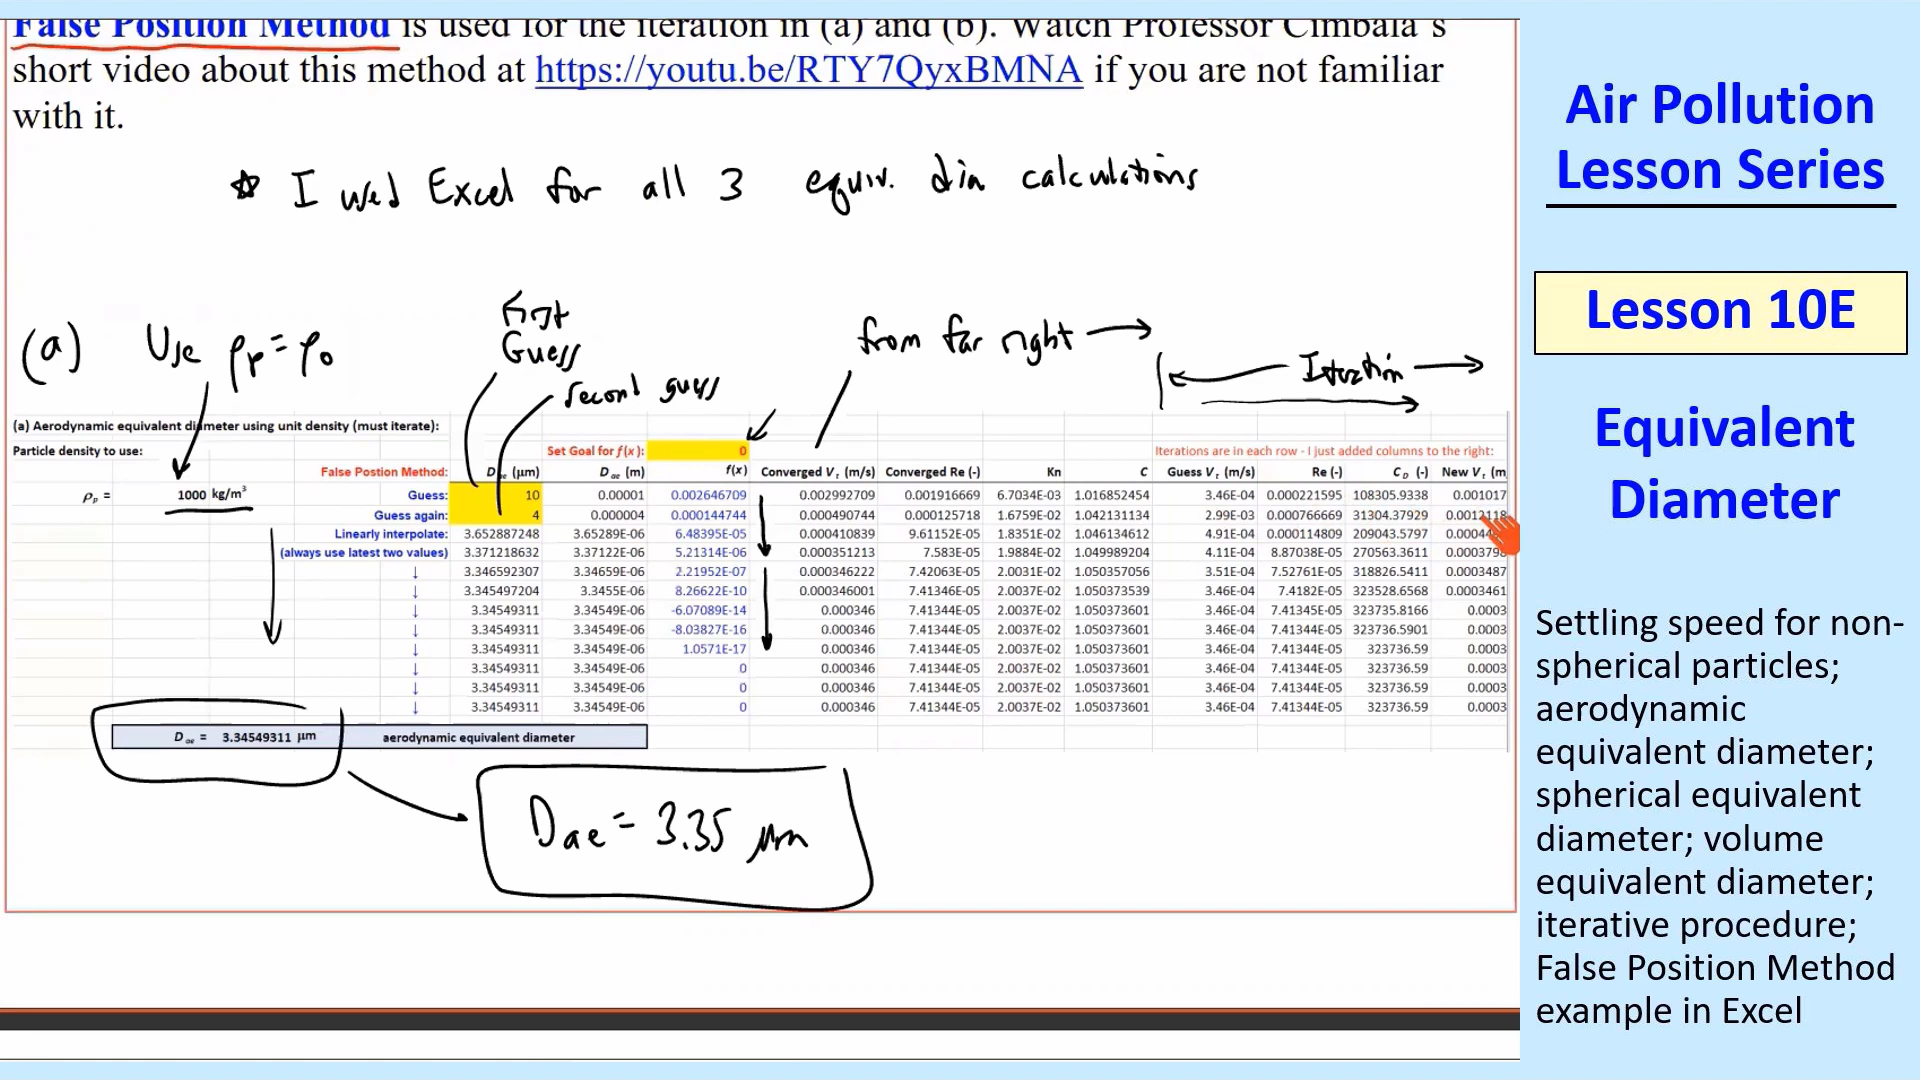 False Position Method is used for the iteration in (a) and (b). Watch Professor Cimbala's
short video about this method at https://youtu.be/RTY7QyxBMNA if you are not familiar
with it.
☆ I used Excel for all 3 equiv. dia calculations
(a) Use ρp = ρ0
First
Guess
second guess
from far right
Iteration
(a) Aerodynamic equivalent diameter using unit density (must iterate):
Particle density to use: Set Goal for f(x): 0 Iterations are in each row - I just added columns to the right:
False Postion Method: D (µm) D ae (m) f(x) Converged V t (m/s) Converged Re (-) Kn C Guess V t (m/s) Re (-) C D (-) New V t (m
ρ p = 1000 kg/m³ Guess: 10 0.00001 0.002646709 0.002992709 0.001916669 6.7034E-03 1.016852454 3.46E-04 0.000221595 108305.9338 0.001017
Guess again: 4 0.000004 0.000144744 0.000490744 0.000125718 1.6759E-02 1.042131134 2.99E-03 0.000766669 31304.37929 0.0012118
Linearly interpolate: 3.652887248 3.65289E-06 6.48395E-05 0.000410839 9.61152E-05 1.8351E-02 1.046134612 4.91E-04 0.000114809 209043.5797
(always use latest two values) 3.371218632 3.37122E-06 5.21314E-06 0.000351213 7.583E-05 1.9884E-02 1.049989204 4.11E-04 8.87038E-05 270563.3611 0.0003798
↓ 3.346592307 3.34659E-06 2.21952E-07 0.000346222 7.42063E-05 2.0031E-02 1.050357056 3.51E-04 7.52761E-05 318826.5411 0.0003487
↓ 3.345497204 3.3455E-06 8.26622E-10 0.000346001 7.41346E-05 2.0037E-02 1.050373539 3.46E-04 7.4182E-05 323528.6568 0.0003461
↓ 3.34549311 3.34549E-06 -6.07089E-14 0.000346 7.41344E-05 2.0037E-02 1.050373601 3.46E-04 7.41345E-05 323735.8166 0.0003
↓ 3.34549311 3.34549E-06 -8.03827E-16 0.000346 7.41344E-05 2.0037E-02 1.050373601 3.46E-04 7.41344E-05 323736.5901 0.0003
↓ 3.34549311 3.34549E-06 1.0571E-17 0.000346 7.41344E-05 2.0037E-02 1.050373601 3.46E-04 7.41344E-05 323736.59 0.0003
↓ 3.34549311 3.34549E-06 0 0.000346 7.41344E-05 2.0037E-02 1.050373601 3.46E-04 7.41344E-05 323736.59 0.0003
↓ 3.34549311 3.34549E-06 0 0.000346 7.41344E-05 2.0037E-02 1.050373601 3.46E-04 7.41344E-05 323736.59 0.0003
↓ 3.34549311 3.34549E-06 0 0.000346 7.41344E-05 2.0037E-02 1.050373601 3.46E-04 7.41344E-05 323736.59 0.0003
D ae = 3.34549311 µm aerodynamic equivalent diameter
Dae = 3.35 µm
Air Pollution
Lesson Series
Lesson 10E
Equivalent
Diameter
Settling speed for non-
spherical particles;
aerodynamic
equivalent diameter;
spherical equivalent
diameter; volume
equivalent diameter;
iterative procedure;
False Position Method
example in Excel